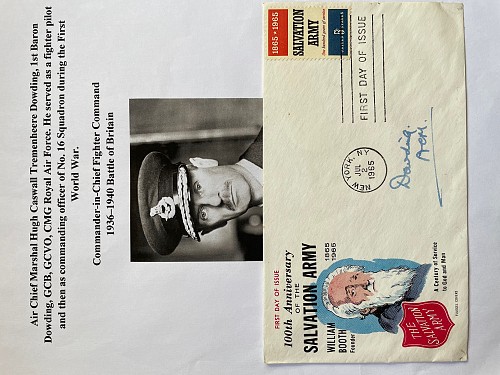 Air Chief Marshal Hugh Caswall Tremenheere Dowding, 1st Baron
Dowding, GCB, GCVO, CMG Royal Air Force. He served as a fighter pilot
and then as commanding officer of No. 16 Squadron during the First
World War.
Commander-in-Chief Fighter Command
1936–1940 Battle of Britain
1865 • 1965
SALVATION
ARMY
FIRST DAY OF ISSUE
NEW YORK, N.Y.
JUL
2
1965
Dowding.
ACM.
FIRST DAY OF ISSUE
100th Anniversary
OF THE
SALVATION ARMY
1865
1965
WILLIAM
BOOTH
Founder
A Century of Service
to God and Man
THE
SALVATION
ARMY